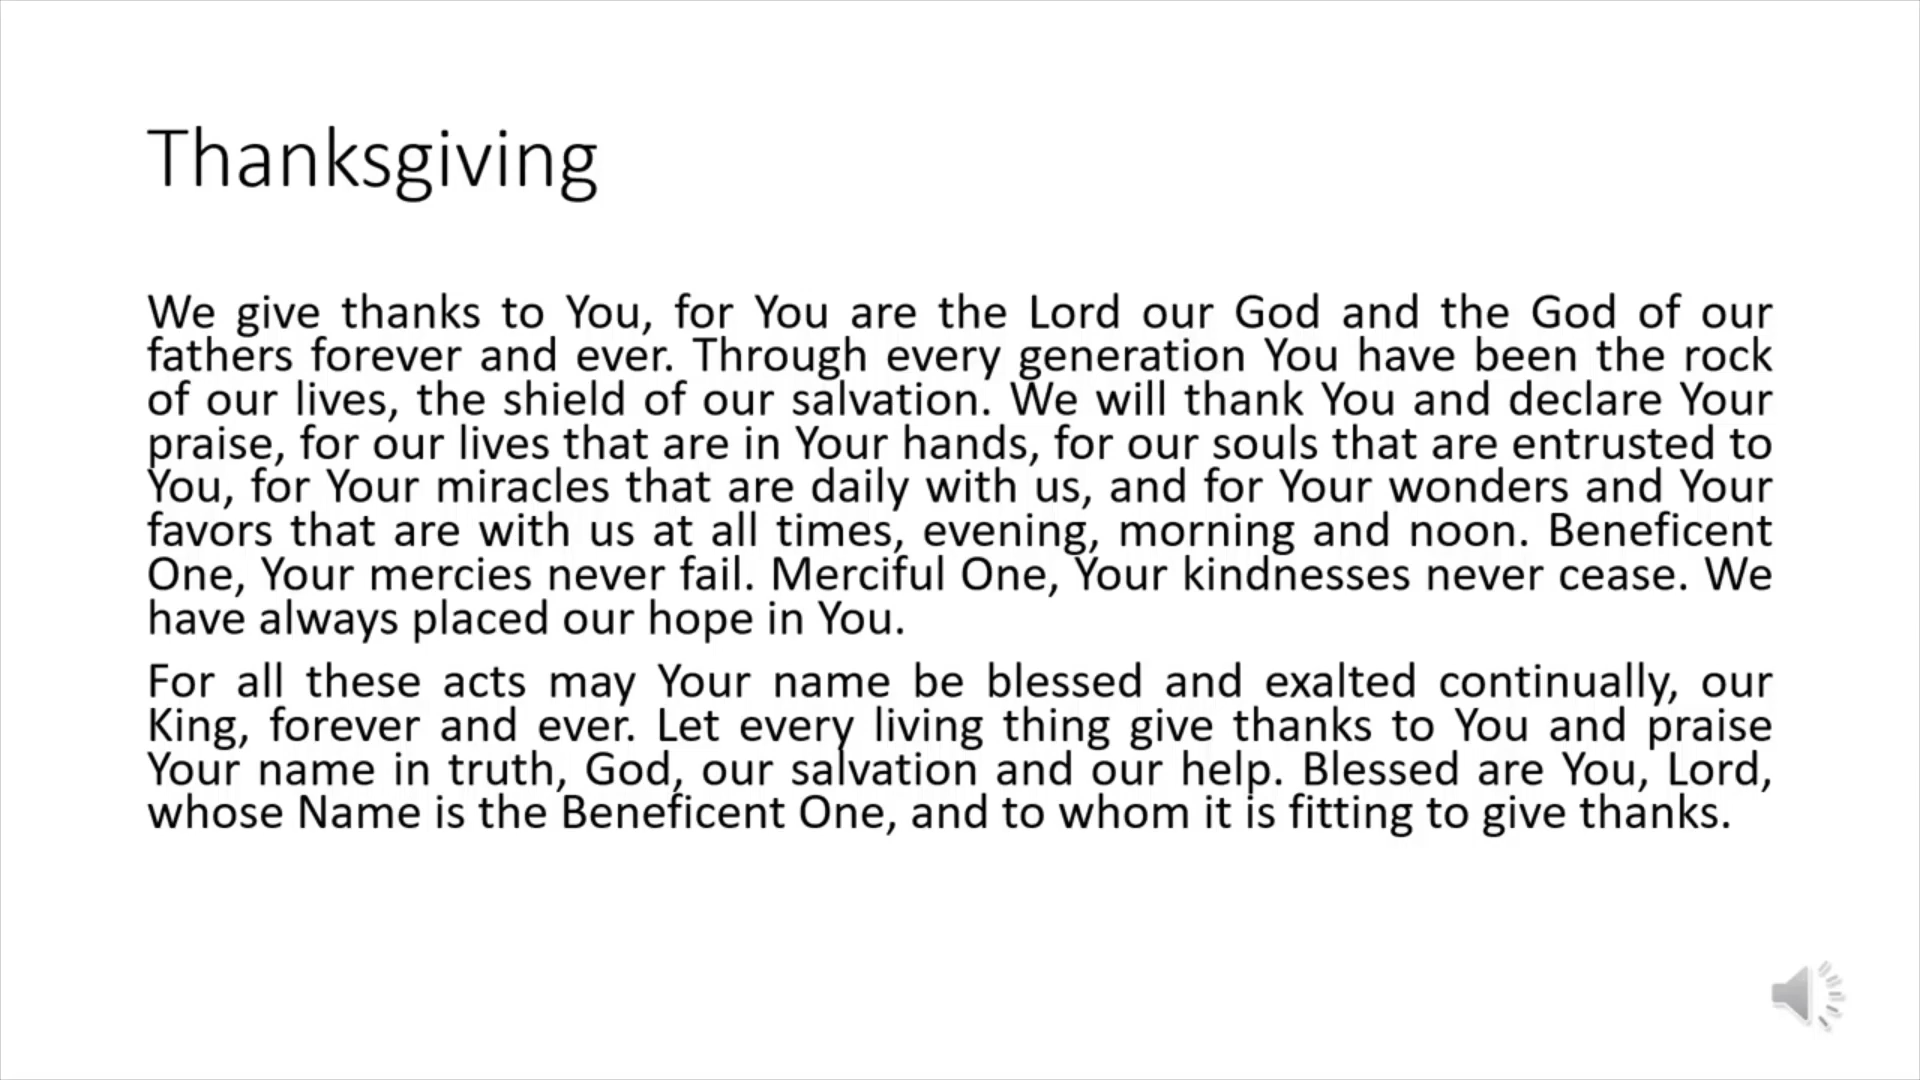 Thanksgiving
We give thanks to You, for You are the Lord our God and the God of our
fathers forever and ever. Through every generation You have been the rock
of our lives, the shield of our salvation. We will thank You and declare Your
praise, for our lives that are in Your hands, for our souls that are entrusted to
You, for Your miracles that are daily with us, and for Your wonders and Your
favors that are with us at all times, evening, morning and noon. Beneficent
One, Your mercies never fail. Merciful One, Your kindnesses never cease. We
have always placed our hope in You.
For all these acts may Your name be blessed and exalted continually, our
King, forever and ever. Let every living thing give thanks to You and praise
Your name in truth, God, our salvation and our help. Blessed are You, Lord,
whose Name is the Beneficent One, and to whom it is fitting to give thanks.